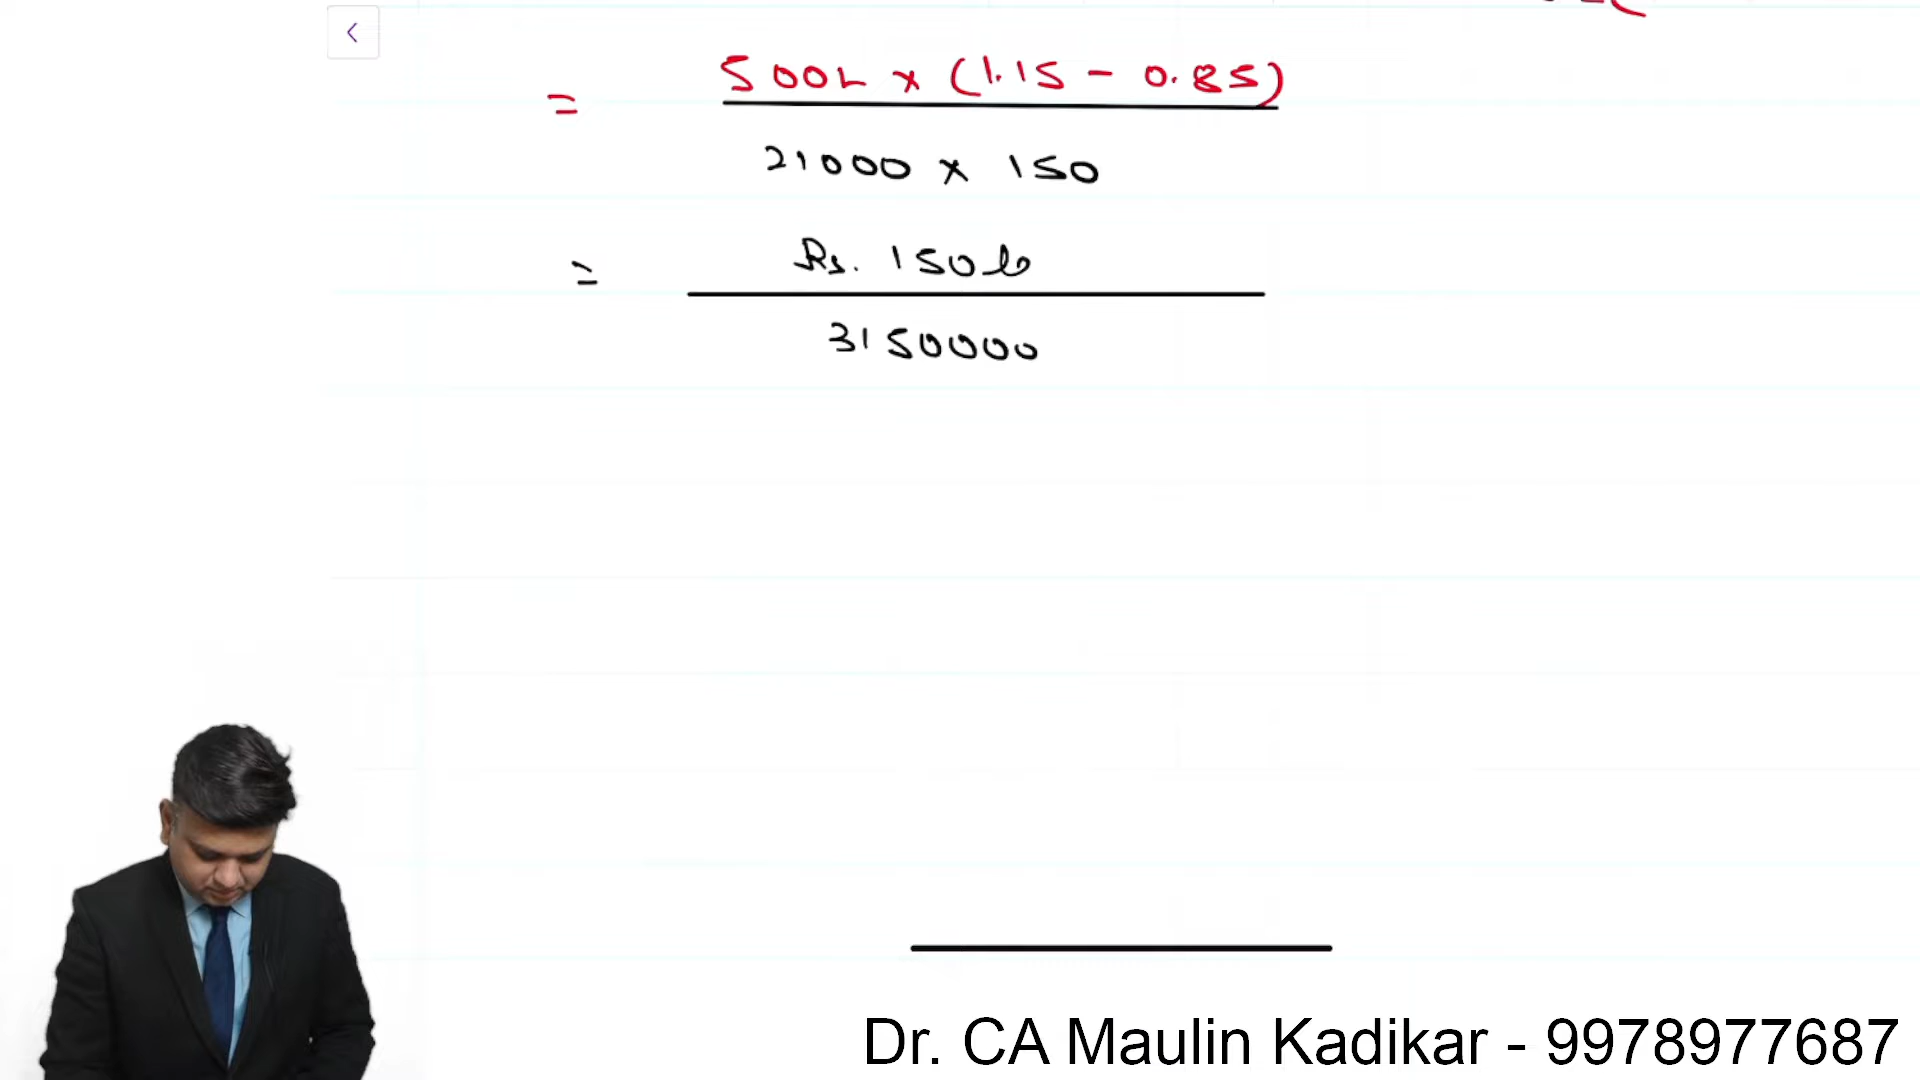 = 500L × (1.15 - 0.85)
21000 × 150
= Rs. 150L
3150000
Dr. CA Maulin Kadikar - 9978977687